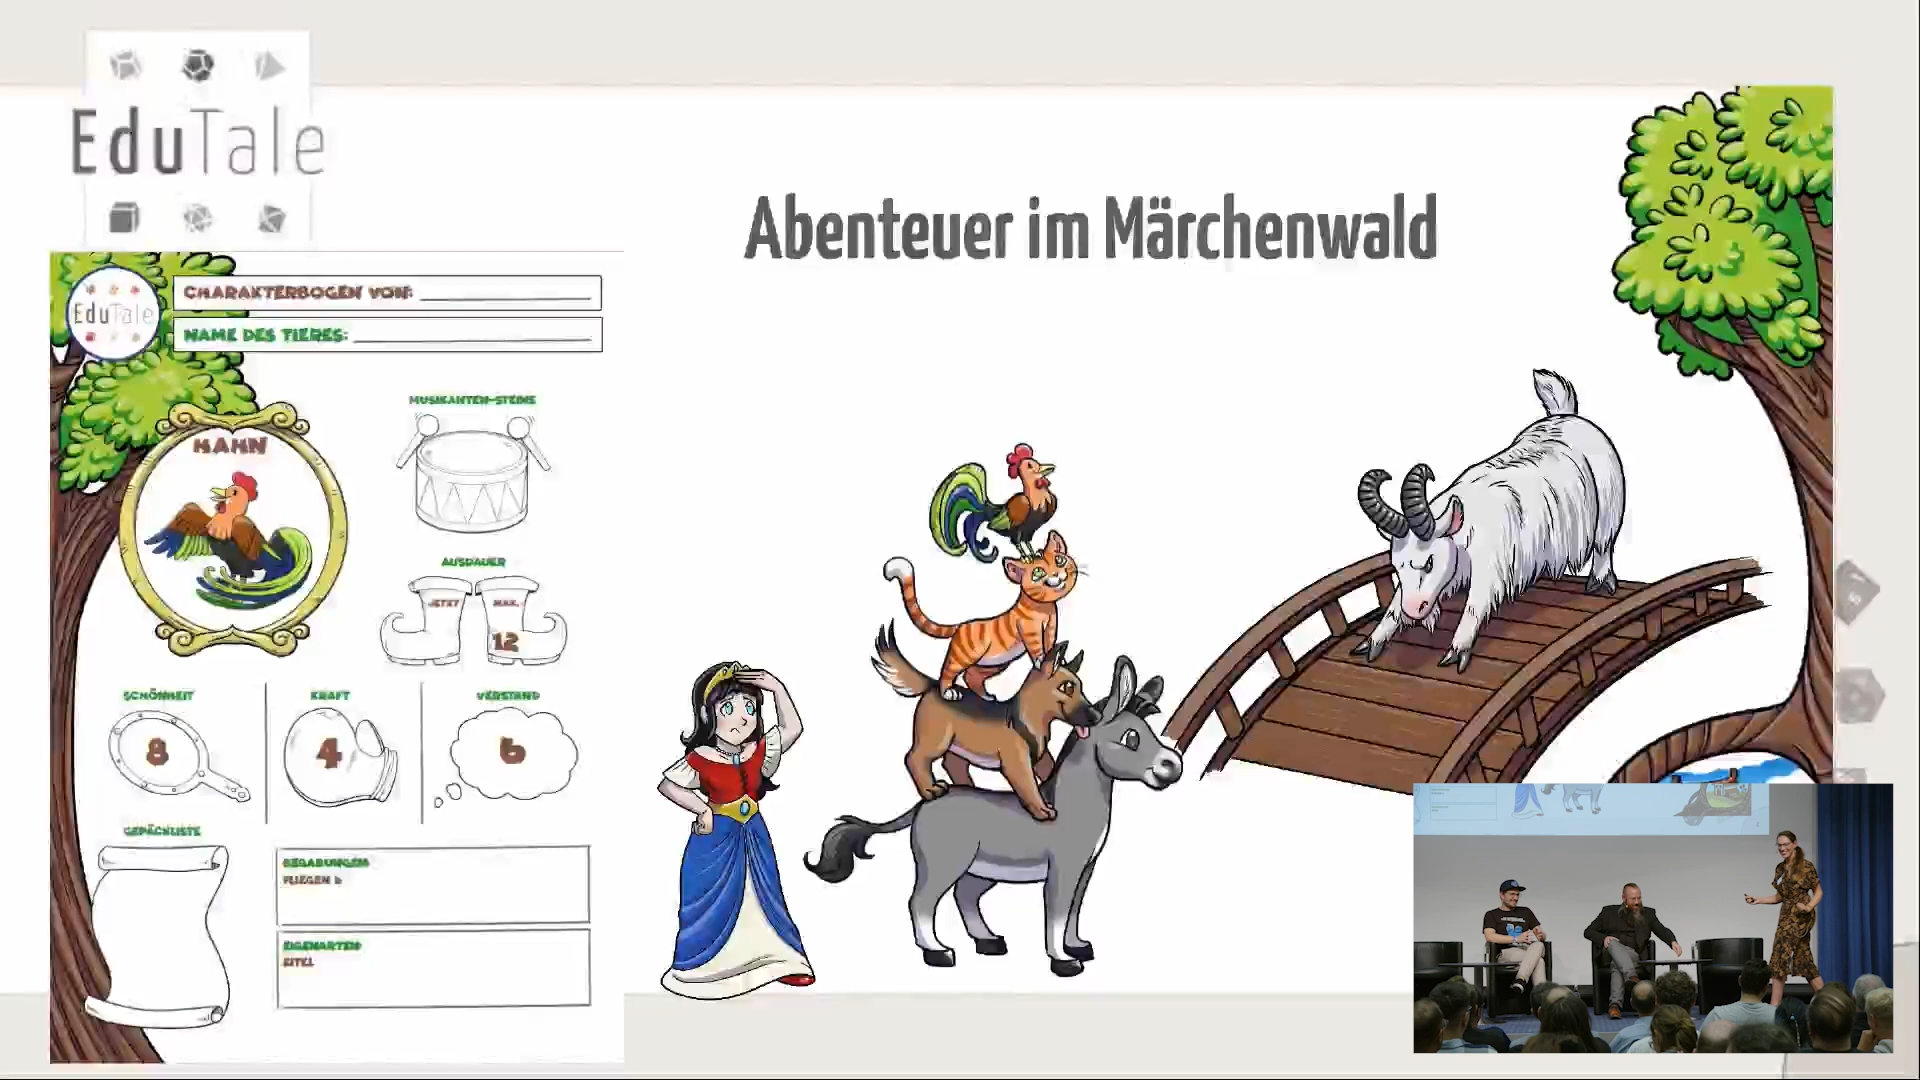 EduTale
Abenteuer im Märchenwald
EduTale
CHARAKTERBOGEN VON:
NAME DES TIERES:
MUSIKANTEN-STEINE
HAHN
AUSDAUER
JETZT
MAX.
12
SCHÖNHEIT
KRAFT
VERSTAND
8
4
6
GEPÄCKLISTE
BEGABUNGEN
FLIEGEN 6
EIGENARTEN
EITEL